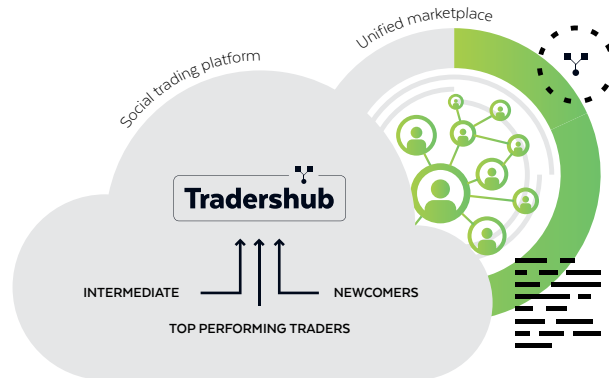 Unified marketplace
Social trading platform
Tradershub
INTERMEDIATE
NEWCOMERS
TOP PERFORMING TRADERS